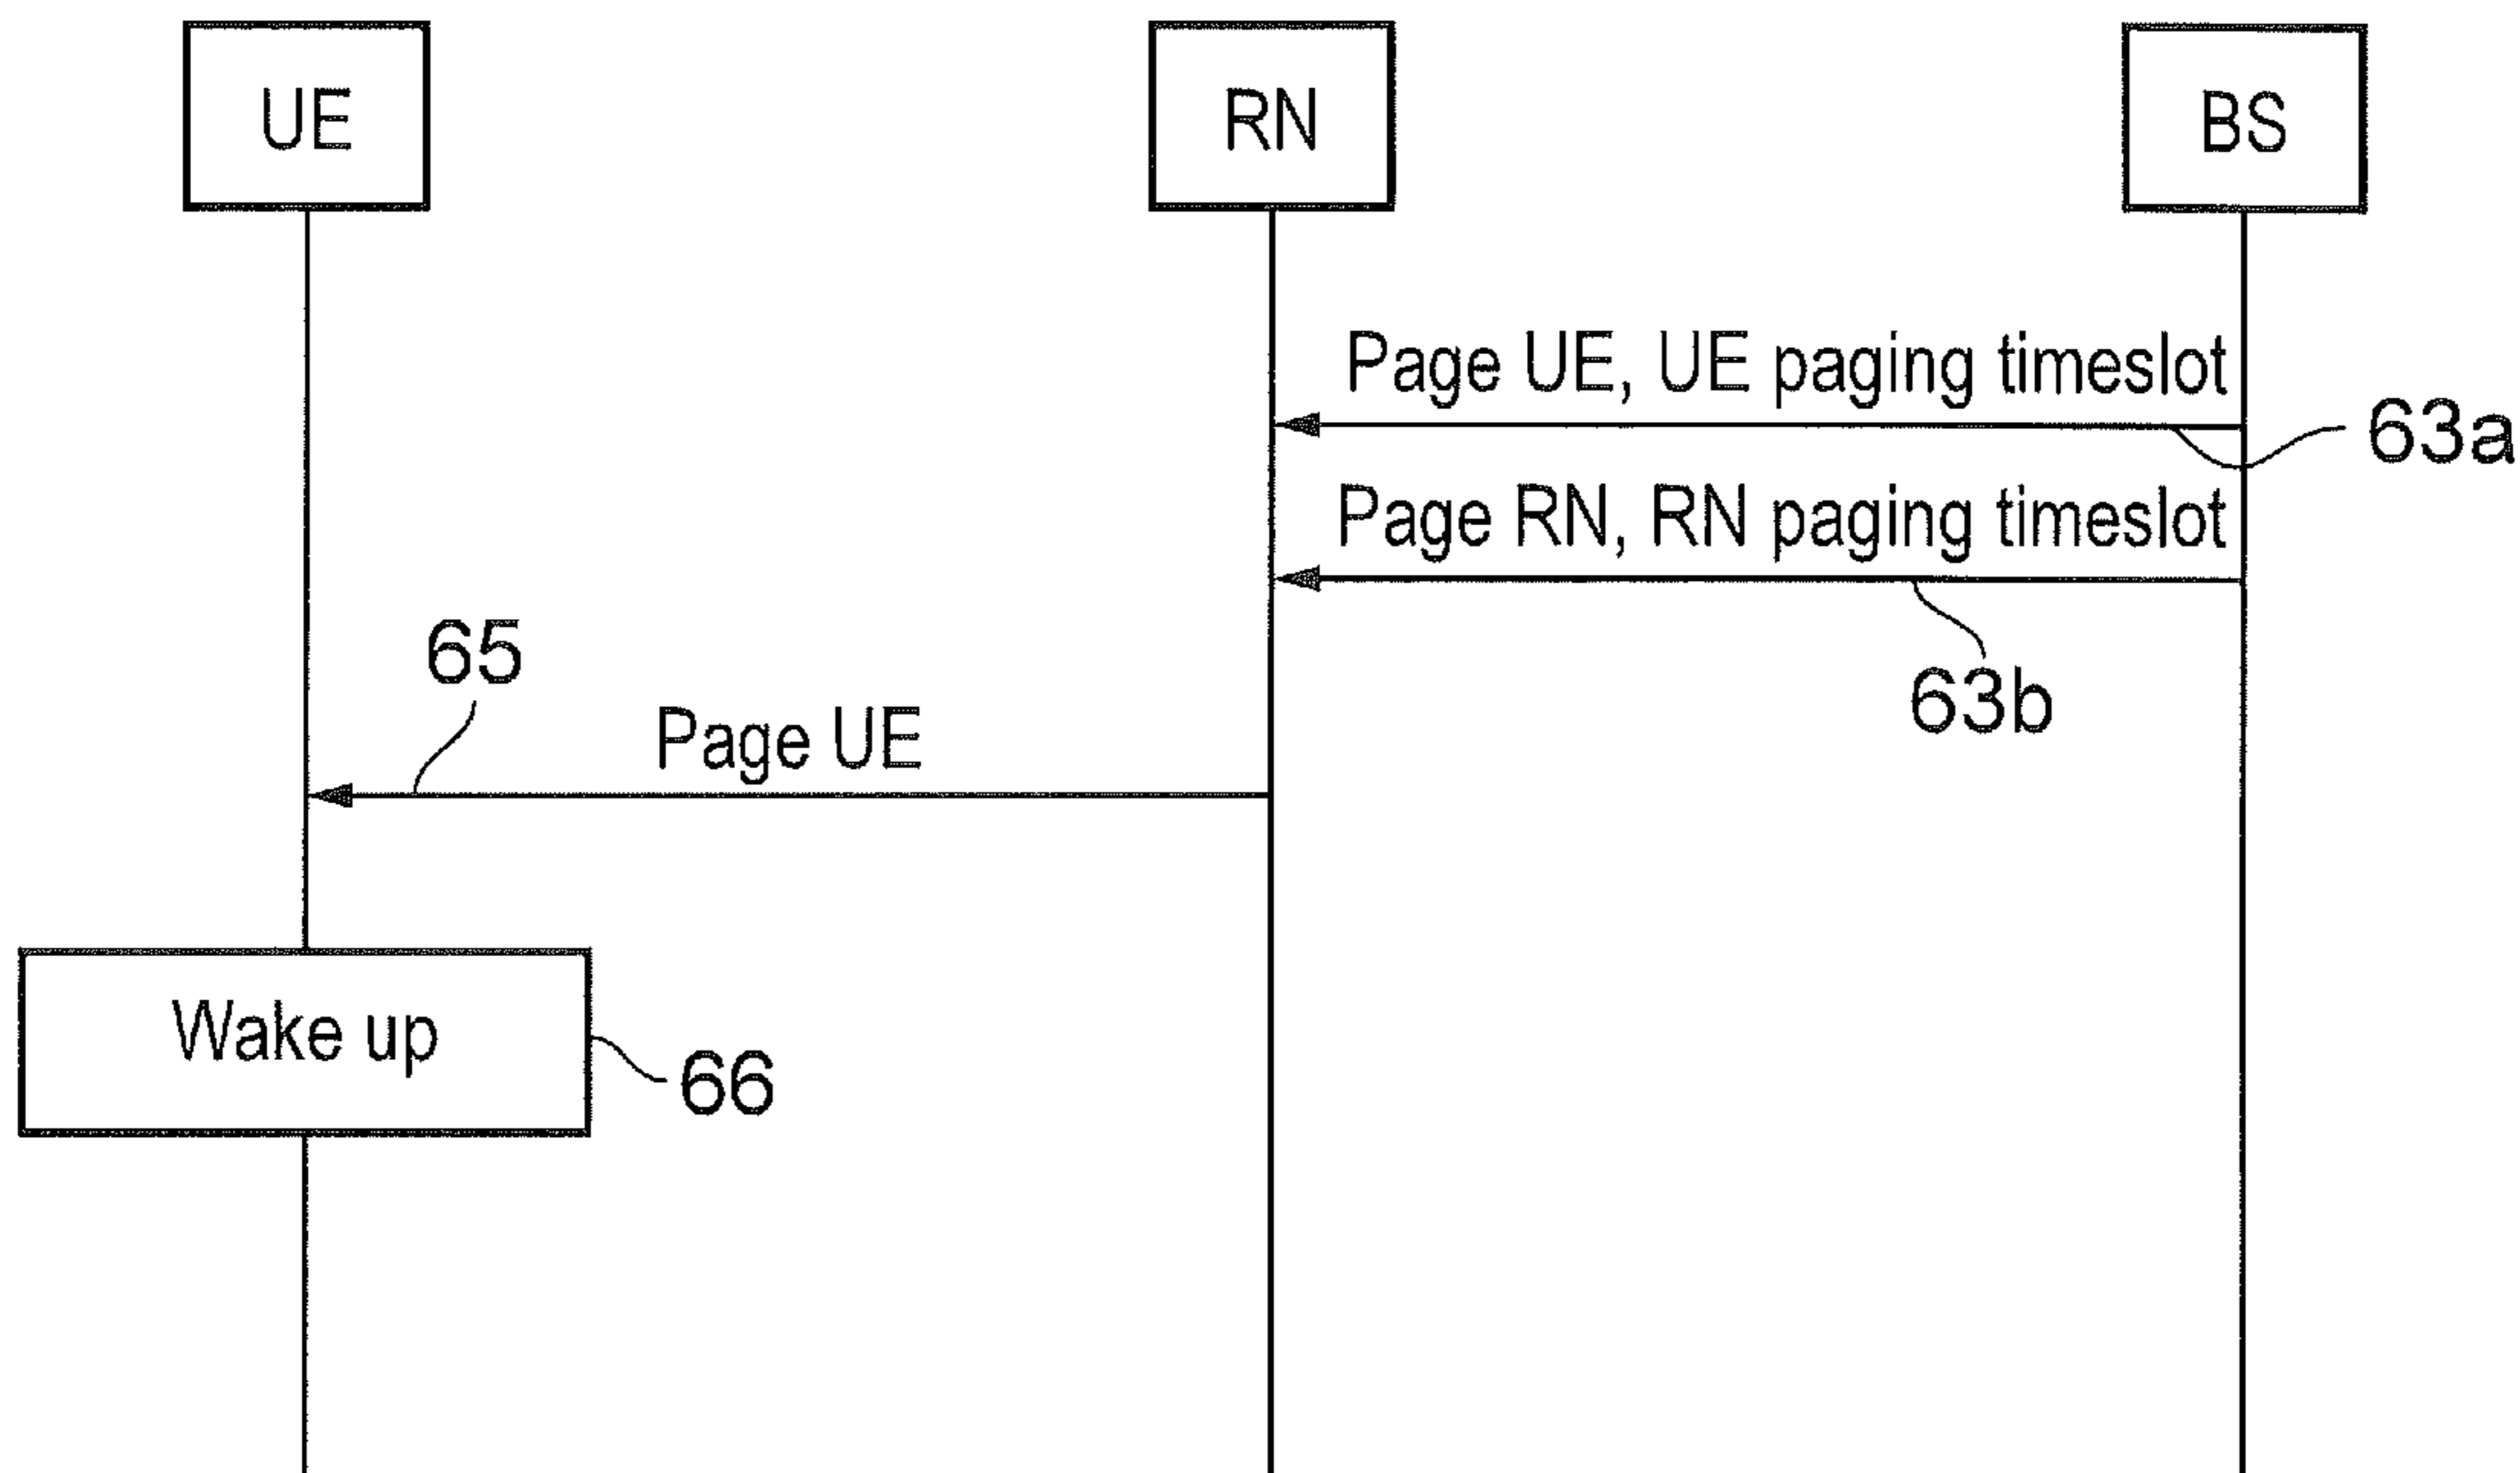 UE
RN
BS
Page UE, UE paging timeslot
63a
Page RN, RN paging timeslot
63b
65
Page UE
Wake up
66